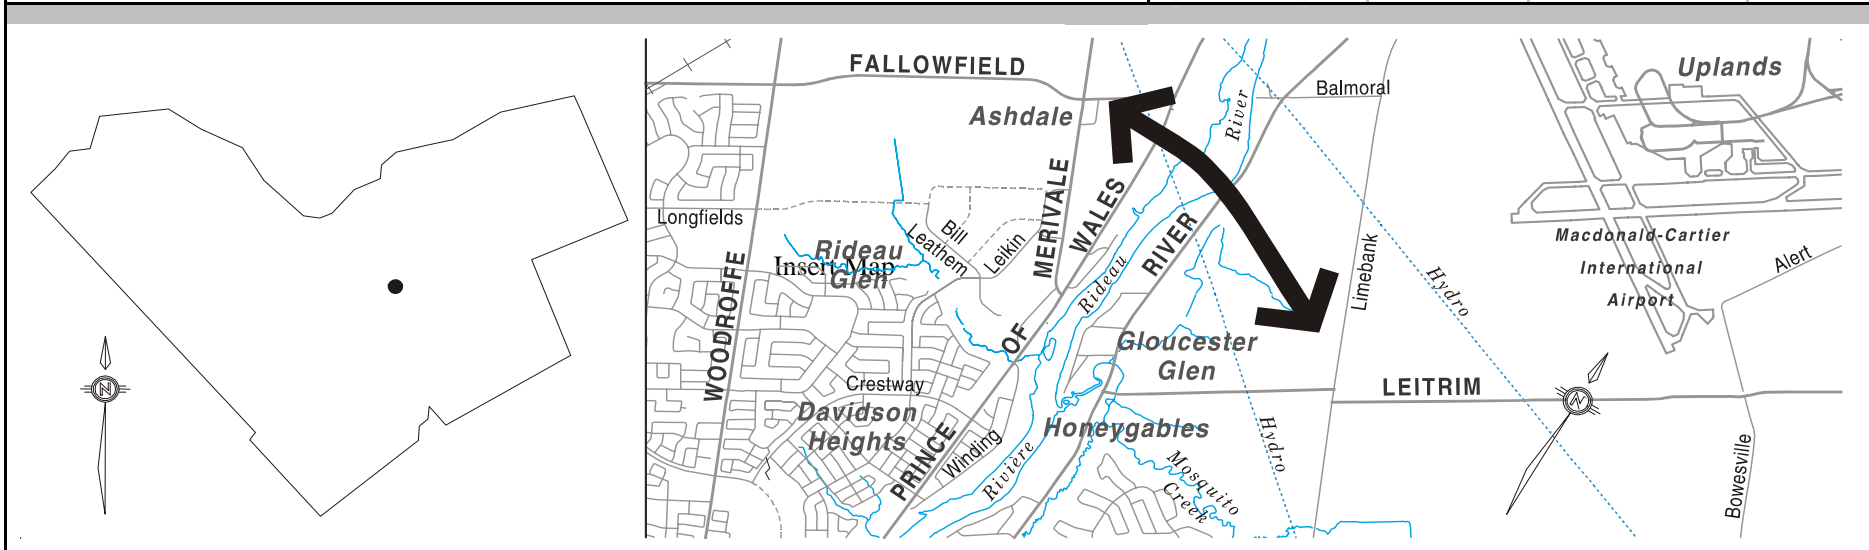 FALLOWFIELD
Uplands
Balmoral
Ashdale
River
MERIVALE
WALES
Longfields
Bill
Leathem
Leikin
RIVER
Macdonald-Cartier
International
Airport
Alert
Rideau
Glen
Insert Map
WOODROFFE
Rideau
Limebank
Hydro
OF
Gloucester
Glen
Crestway
LEITRIM
Davidson
Heights
Honeygables
PRINCE
Winding
Rivière
Hydro
Mosquito
Creek
Bowesville
N
N